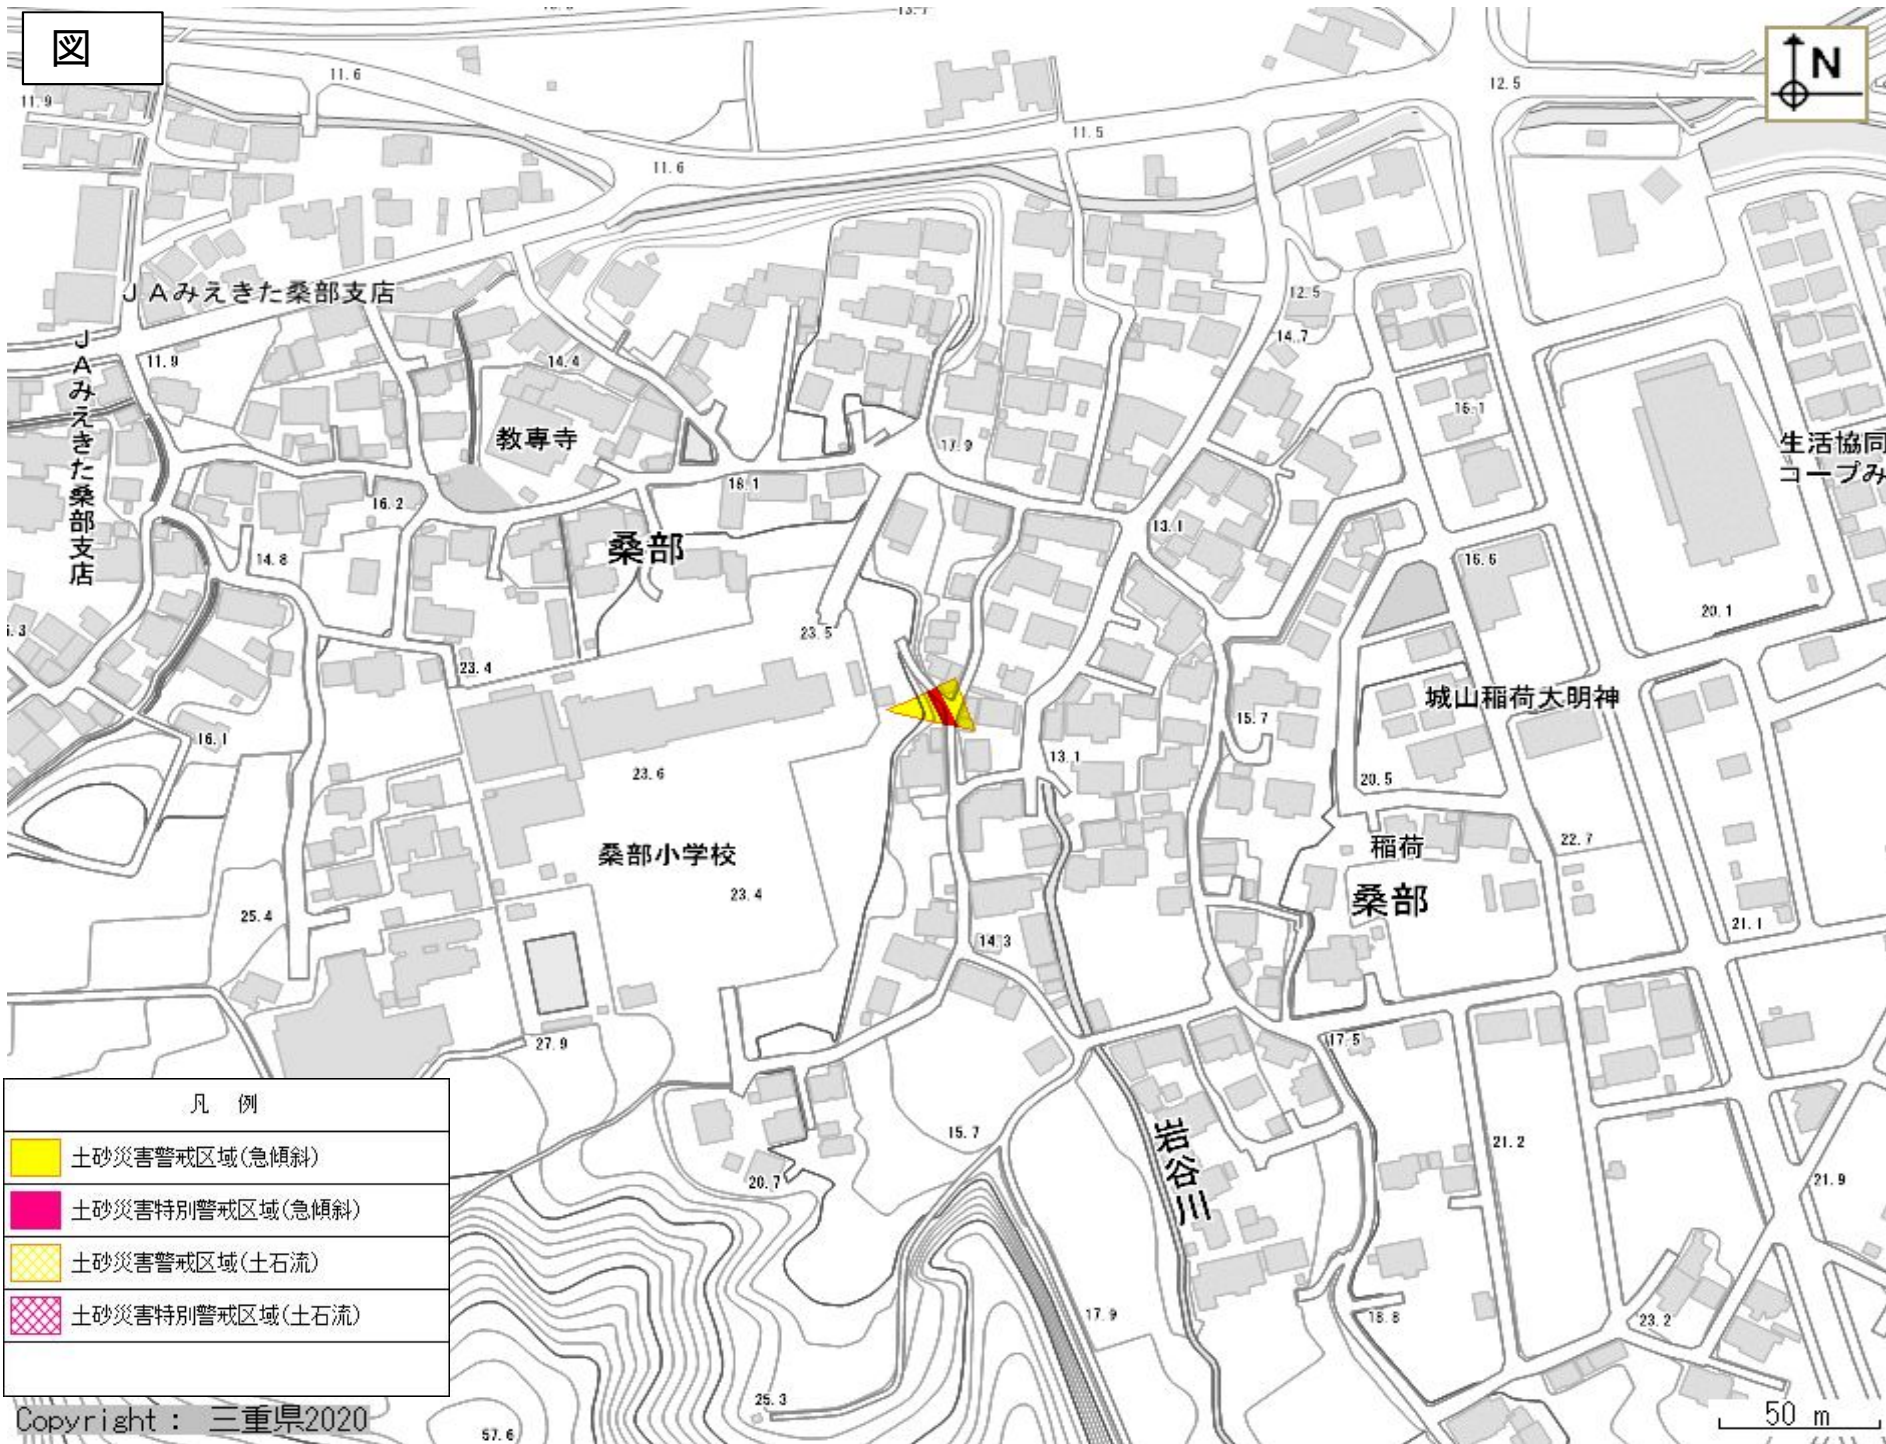 図
N
13.7
11.6
12.5
11.9
11.5
11.6
12.5
14.7
JAみえきた桑部支店
JAみえきた桑部支店
11.9
14.4
16.1
教専寺
17.9
生活協同
コープみ
18.1
16.2
13.1
桑部
14.8
16.6
20.1
23.5
23.4
城山稲荷大明神
15.7
16.1
13.1
23.6
20.5
稲荷
22.7
桑部小学校
桑部
23.4
25.4
21.1
14.3
27.9
17.5
凡 例
土砂災害警戒区域(急傾斜)
土砂災害特別警戒区域(急傾斜)
土砂災害警戒区域(土石流)
土砂災害特別警戒区域(土石流)
岩谷川
15.7
21.2
20.7
21.9
17.9
18.8
23.2
25.3
57.6
Copyright : 三重県2020
50 m